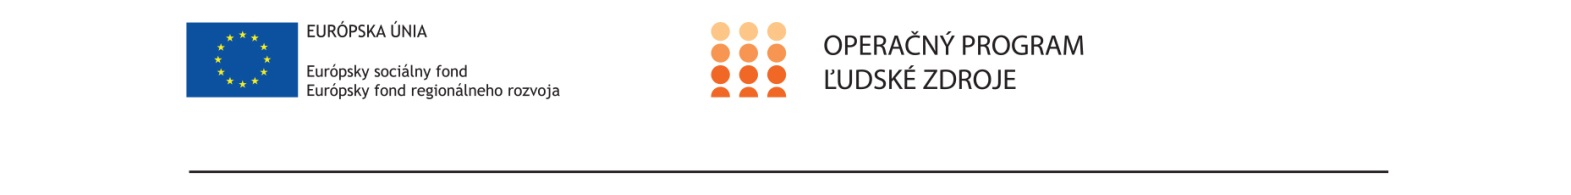 EURÓPSKA ÚNIA
Európsky sociálny fond
Európsky fond regionálneho rozvoja
OPERAČNÝ PROGRAM
ĽUDSKÉ ZDROJE